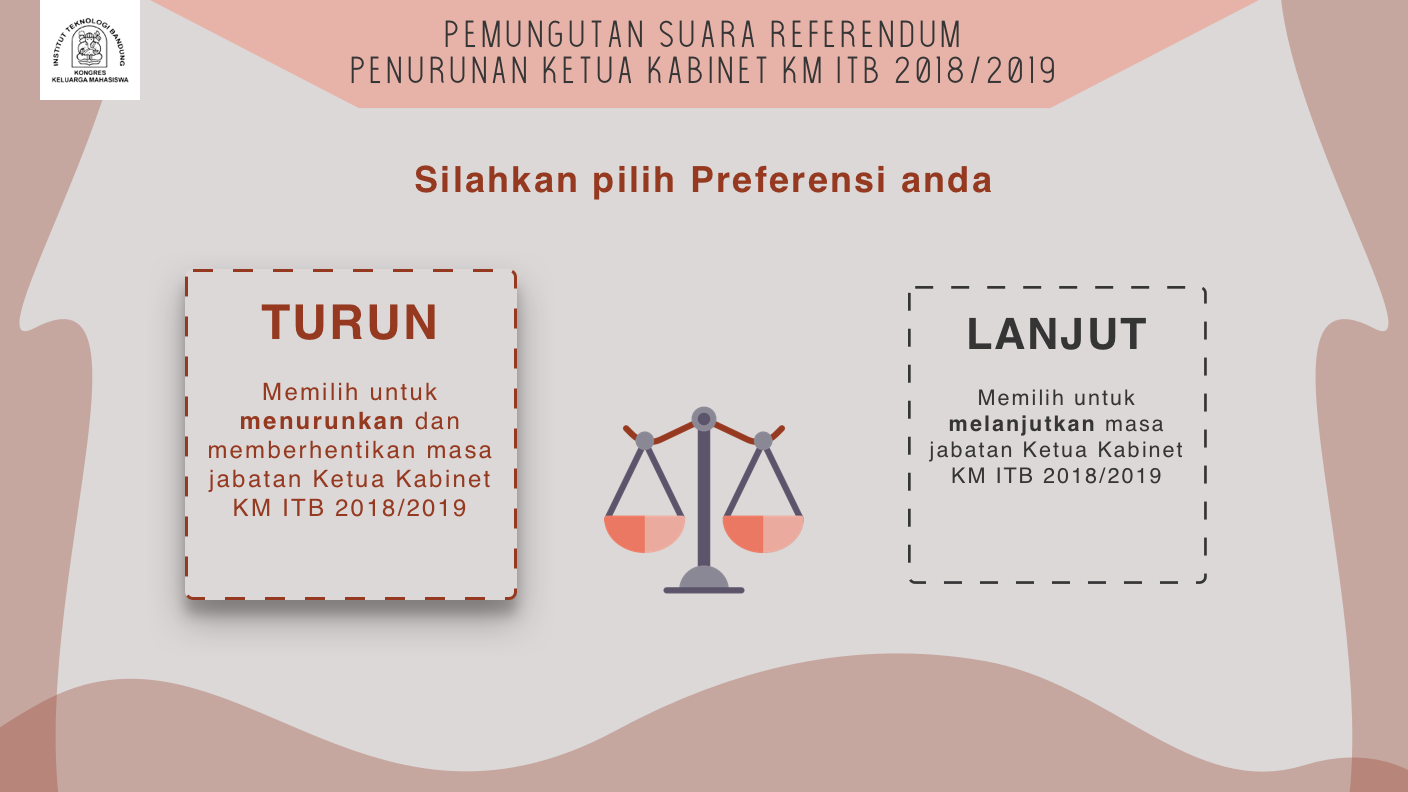 INSTITUT TEKNOLOGI BANDUNG
KONGRES
KELUARGA MAHASISWA
PEMUNGUTAN SUARA REFERENDUM
PENURUNAN KETUA KABINET KM ITB 2018/2019
Silahkan pilih Preferensi anda
TURUN
Memilih untuk
menurunkan dan
memberhentikan masa
jabatan Ketua Kabinet
KM ITB 2018/2019
LANJUT
Memilih untuk
melanjutkan masa
jabatan Ketua Kabinet
KM ITB 2018/2019